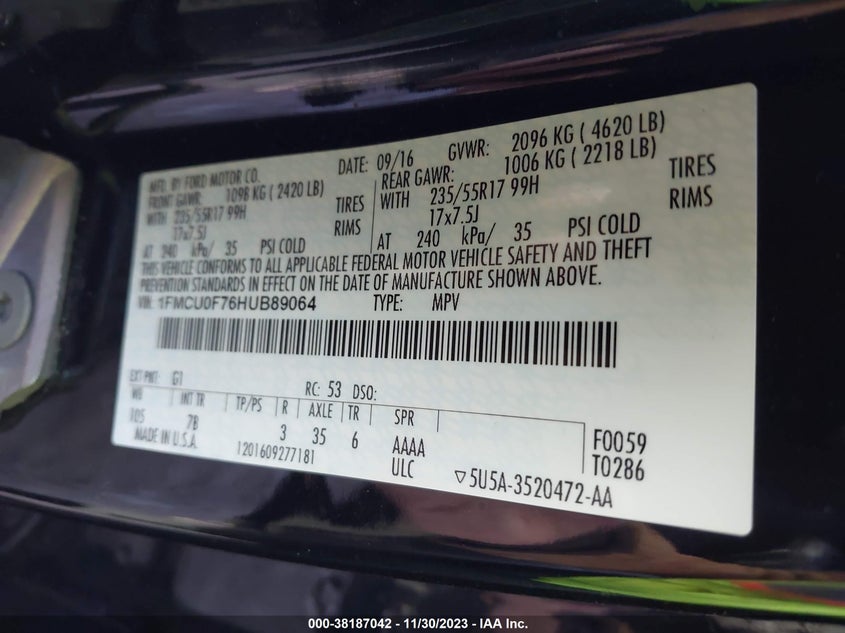 MFD. BY FORD MOTOR CO.
DATE: 09/16 GVWR: 2096 KG ( 4620 LB)
FRONT GAWR: 1098 KG ( 2420 LB)
REAR GAWR: 1006 KG ( 2218 LB)
WITH 235/55R17 99H TIRES
WITH 235/55R17 99H TIRES
17x7.5J RIMS
17x7.5J RIMS
AT 240 kPa/ 35 PSI COLD
AT 240 kPa/ 35 PSI COLD
THIS VEHICLE CONFORMS TO ALL APPLICABLE FEDERAL MOTOR VEHICLE SAFETY AND THEFT
PREVENTION STANDARDS IN EFFECT ON THE DATE OF MANUFACTURE SHOWN ABOVE.
VIN: 1FMCU0F76HUB89064 TYPE: MPV
EXT PNT: G1 RC: 53 DSO:
WB INT TR TP/PS R AXLE TR SPR
105 7B 3 35 6 AAAA F0059
MADE IN U.S.A. 1201609277181 ULC T0286
▽5U5A-3520472-AA
000-38187042 - 11/30/2023 - IAA Inc.